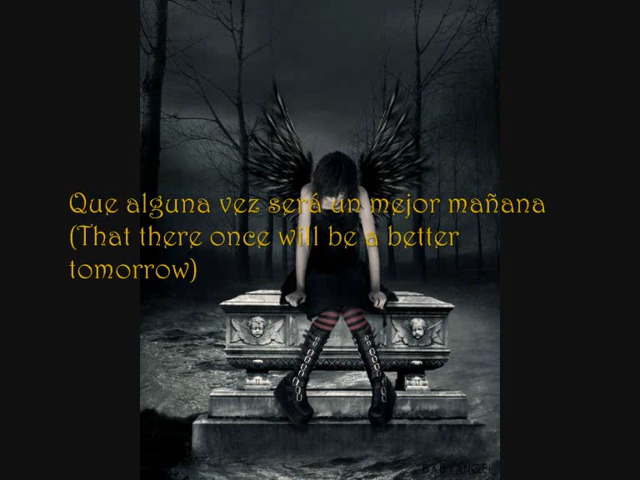 Que alguna vez será un mejor mañana
(That there once will be a better
tomorrow)